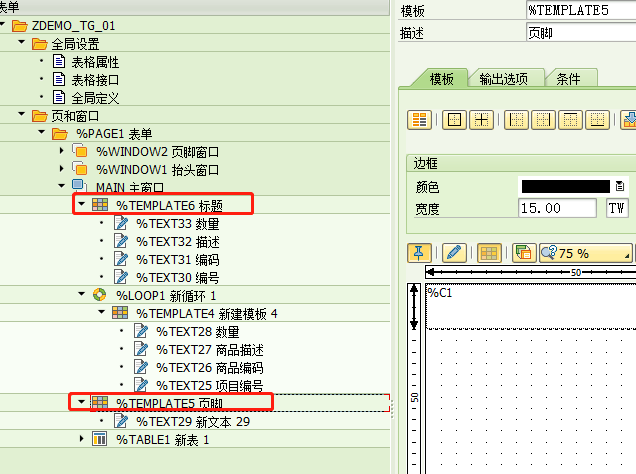 表单
ZDEMO_TG_01
全局设置
表格属性
表格接口
全局定义
页和窗口
%PAGE1 表单
%WINDOW2 页脚窗口
%WINDOW1 抬头窗口
MAIN 主窗口
%TEMPLATE6 标题
%TEXT33 数量
%TEXT32 描述
%TEXT31 编码
%TEXT30 编号
%LOOP1 新循环 1
%TEMPLATE4 新建模板 4
%TEXT28 数量
%TEXT27 商品描述
%TEXT26 商品编码
%TEXT25 项目编号
%TEMPLATE5 页脚
%TEXT29 新文本 29
%TABLE1 新表 1
模板 %TEMPLATE5
描述 页脚
模板 输出选项 条件
边框
颜色
宽度 15.00 TW
75 %
50
%C1
50